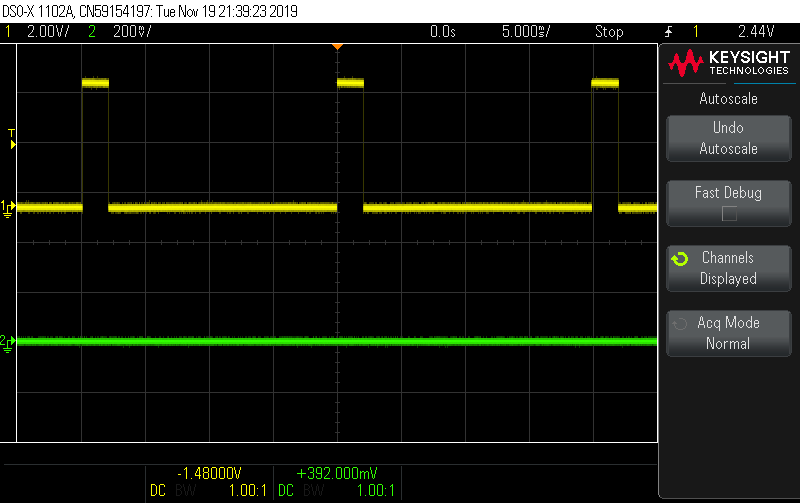 DSO-X 1102A, CN59154197: Tue Nov 19 21:39:23 2019
1 2.00V/ 2 200♍/ 0.0s 5.000♍/ Stop 1 2.44V
KEYSIGHT
TECHNOLOGIES
Autoscale
Undo
Autoscale
Fast Debug
Channels
Displayed
Acq Mode
Normal
T
1
2
-1.48000V +392.000mV
DC BW 1.00:1 DC BW 1.00:1